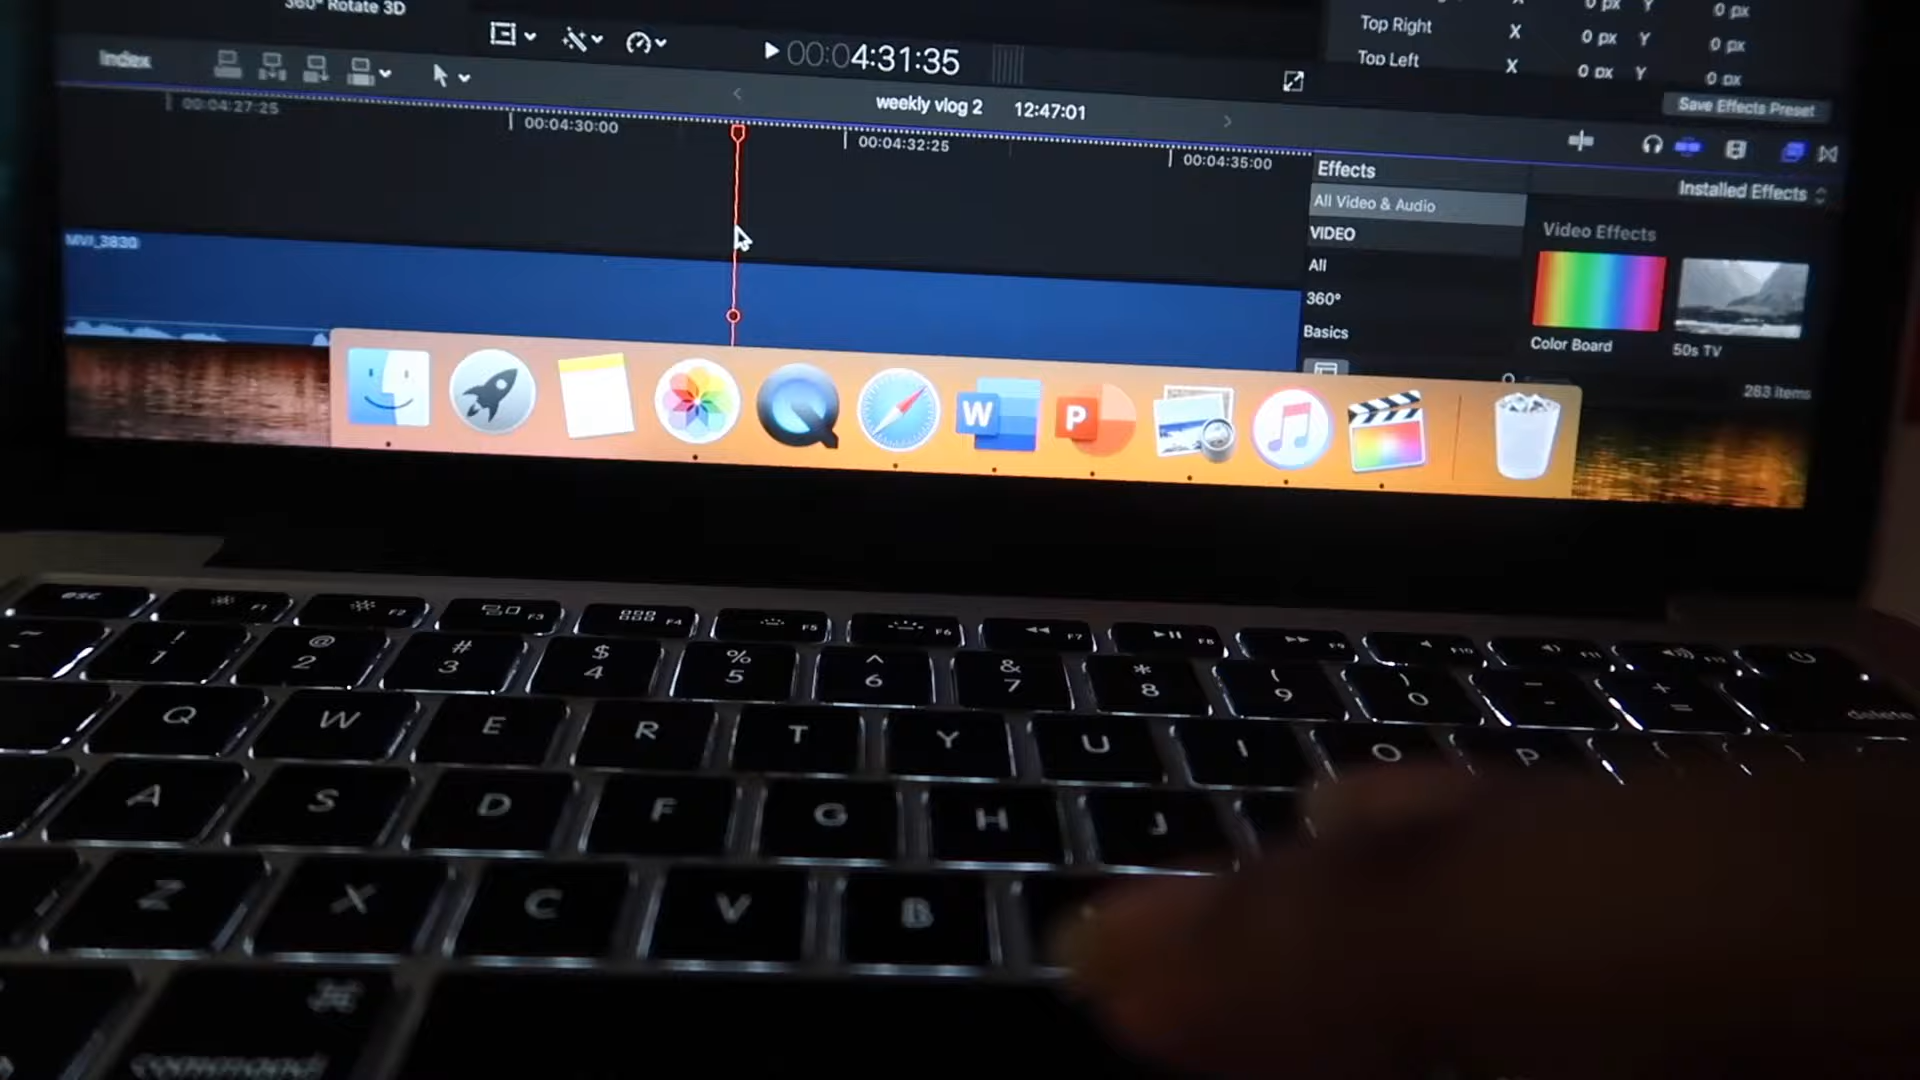 360° Rotate 3D
Index
00:04:31:35
Top Right X 0 px Y 0 px
Top Left X 0 px Y 0 px
Save Effects Preset
weekly vlog 2 12:47:01
00:04:27:25
00:04:30:00
00:04:32:25
00:04:35:00
Effects
Installed Effects
All Video & Audio
VIDEO
All
360°
Basics
Video Effects
Color Board
50s TV
283 items
MVI_3830
W
P
esc F1 F2 F3 F4 F5 F6 F7 F8 F9 F10 F11 F12
~ ! @ # $ % ^ & * ( ) - +
1 2 3 4 5 6 7 8 9 0 - = delete
Q W E R T Y U I O P
A S D F G H J
Z X C V B
⌘
command